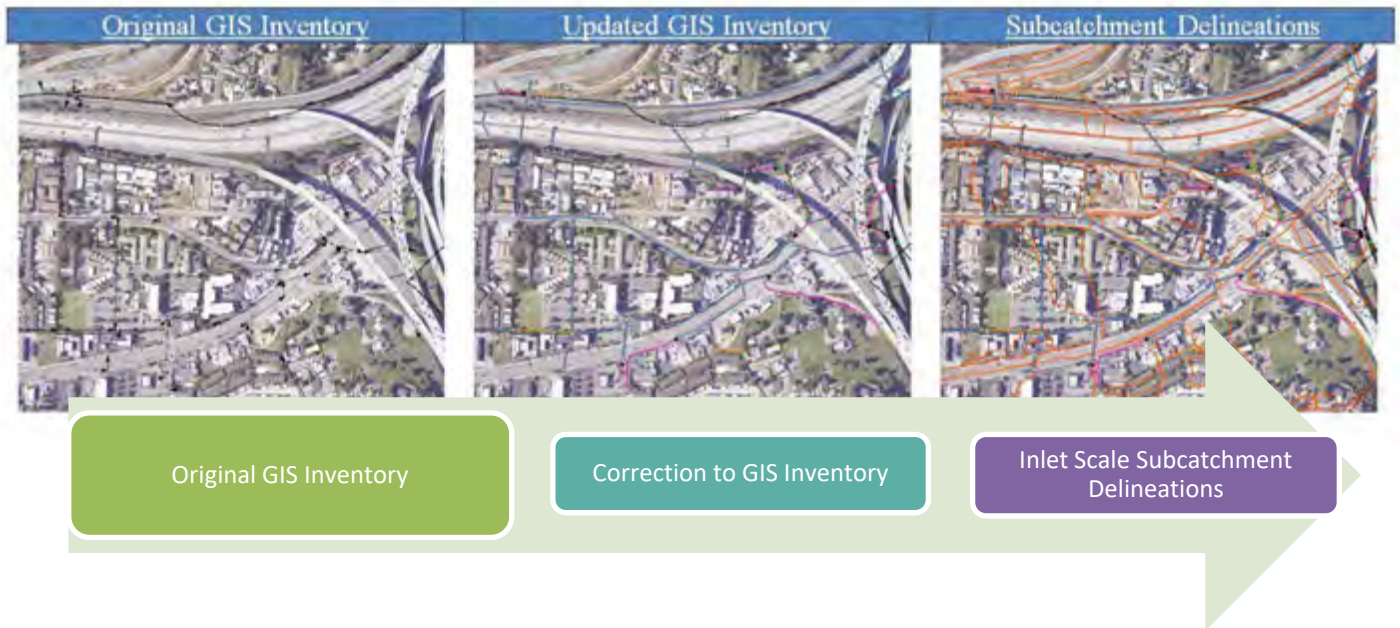 Original GIS Inventory
Updated GIS Inventory
Subcatchment Delineations
Original GIS Inventory
Correction to GIS Inventory
Inlet Scale Subcatchment
Delineations